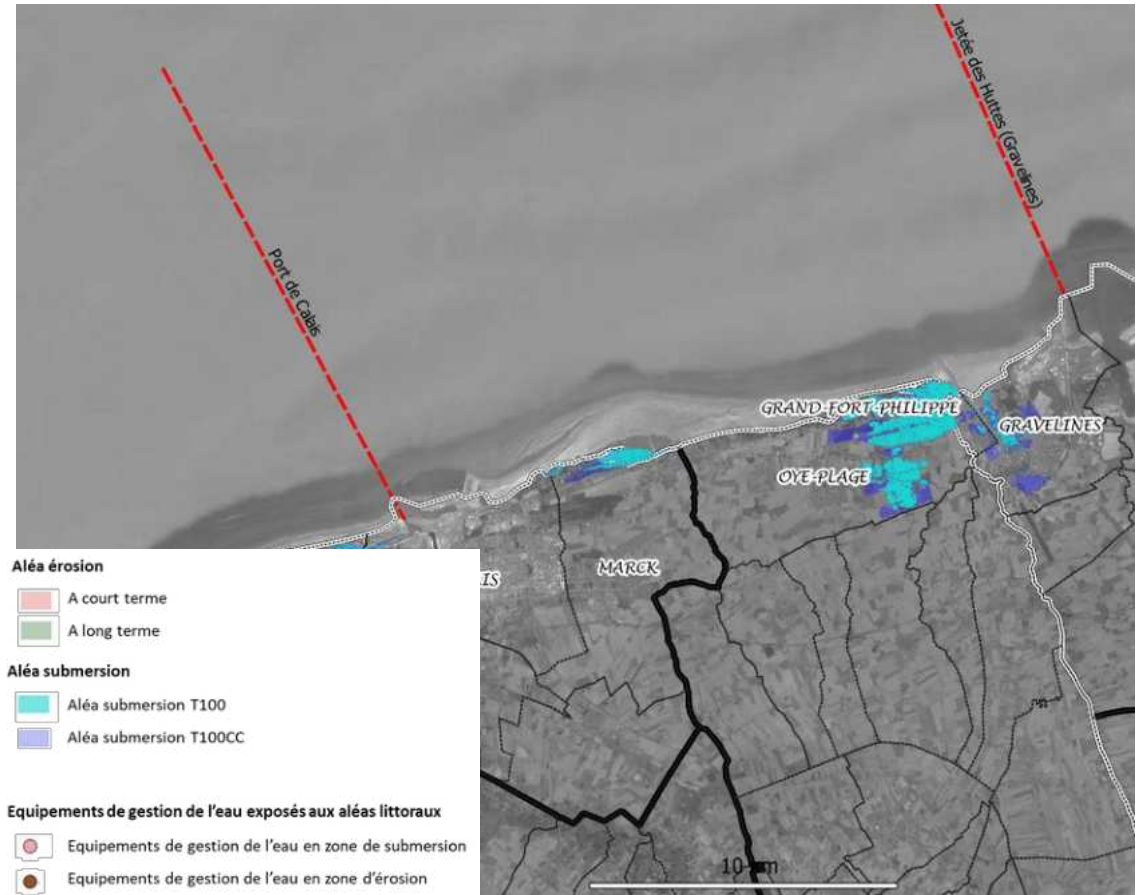 Jetée des Huttes (Gravelines)
Port de Calais
GRAND-FORT-PHILIPPE
GRAVELINES
OYE-PLAGE
MARCK
Aléa érosion
A court terme
A long terme
Aléa submersion
Aléa submersion T100
Aléa submersion T100CC
Equipements de gestion de l'eau exposés aux aléas littoraux
Equipements de gestion de l'eau en zone de submersion
Equipements de gestion de l'eau en zone d'érosion
10 km